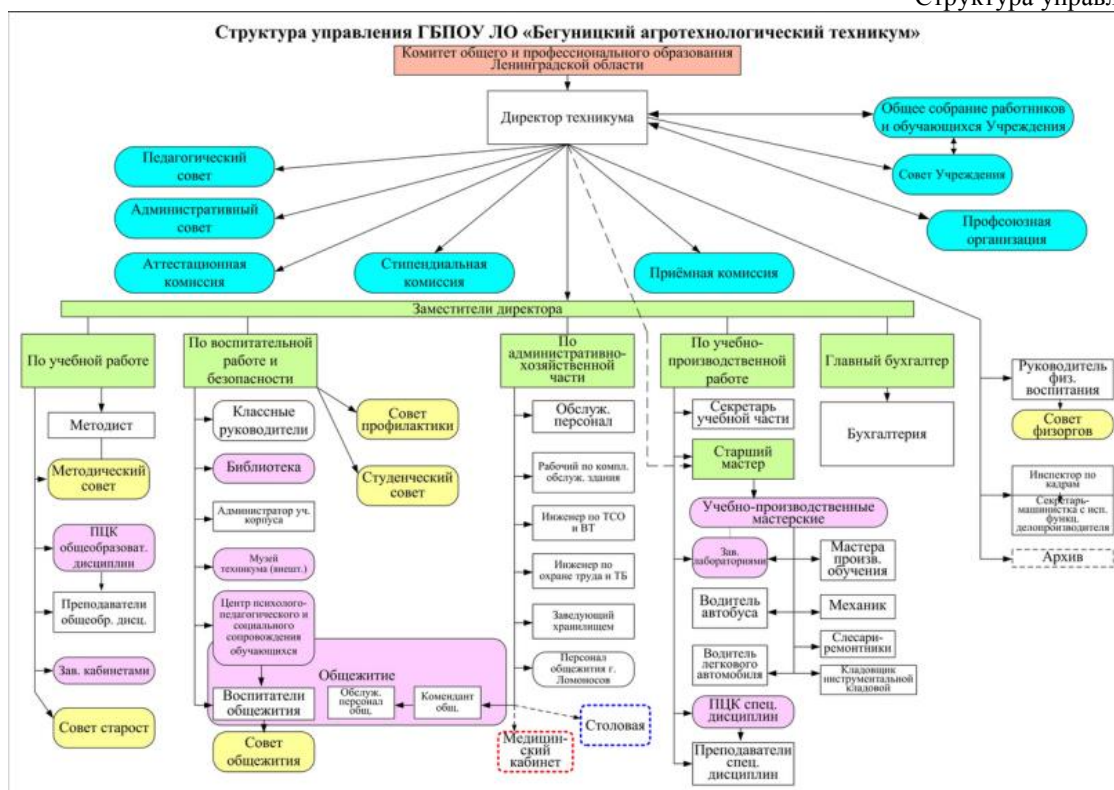 Структура управл
Структура управления ГБПОУ ЛО «Бегуницкий агротехнологический техникум»
Комитет общего и профессионального образования
Ленинградской области
Директор техникума
Общее собрание работников
и обучающихся Учреждения
Совет Учреждения
Профсоюзная
организация
Педагогический
совет
Административный
совет
Аттестационная
комиссия
Стипендиальная
комиссия
Приёмная комиссия
Заместители директора
По учебной работе
По воспитательной
работе и
безопасности
По
административно-
хозяйственной
части
По учебно-
производственной
работе
Главный бухгалтер
Руководитель
физ.
воспитания
Совет
физоргов
Инспектор по
кадрам
Секретарь-
машинистка с исп.
функц.
делопроизводителя
Архив
Методист
Методический
совет
ПЦК
общеобразоват.
дисциплин
Преподаватели
общеобр. дисц.
Зав. кабинетами
Совет старост
Классные
руководители
Библиотека
Администратор уч.
корпуса
Музей
техникума (внешт.)
Центр психолого-
педагогического и
социального
сопровождения
обучающихся
Совет
профилактики
Студенческий
совет
Общежитие
Воспитатели
общежития
Обслуж.
персонал
общ.
Комендант
общ.
Совет
общежития
Обслуж.
персонал
Рабочий по компл.
обслуж. здания
Инженер по ТСО
и ВТ
Инженер по
охране труда и ТБ
Заведующий
хранилищем
Персонал
общежития г.
Ломоносов
Столовая
Медицин-
ский
кабинет
Секретарь
учебной части
Старший
мастер
Учебно-производственные
мастерские
Зав.
лабораториями
Мастера
произв.
обучения
Водитель
автобуса
Механик
Слесари-
ремонтники
Водитель
легкового
автомобиля
Кладовщик
инструментальной
кладовой
ПЦК спец.
дисциплин
Преподаватели
спец.
дисциплин
Бухгалтерия